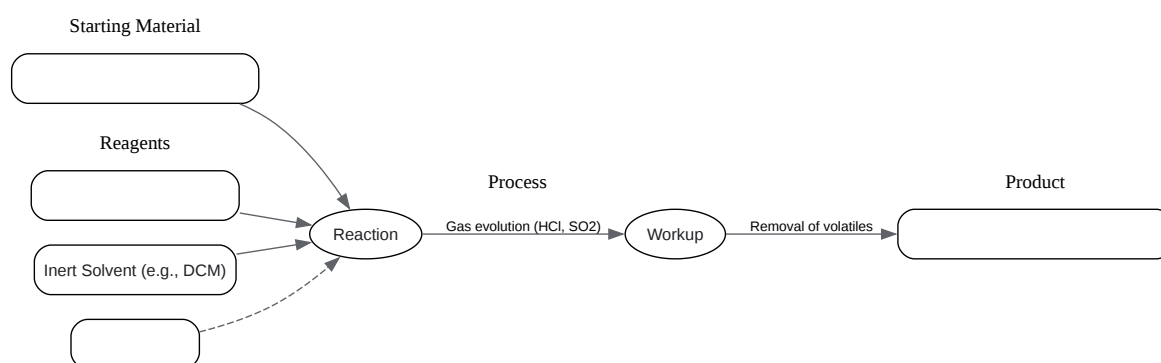 Starting Material
Reagents
Inert Solvent (e.g., DCM)
Reaction
Process
Gas evolution (HCl, SO2)
Workup
Removal of volatiles
Product